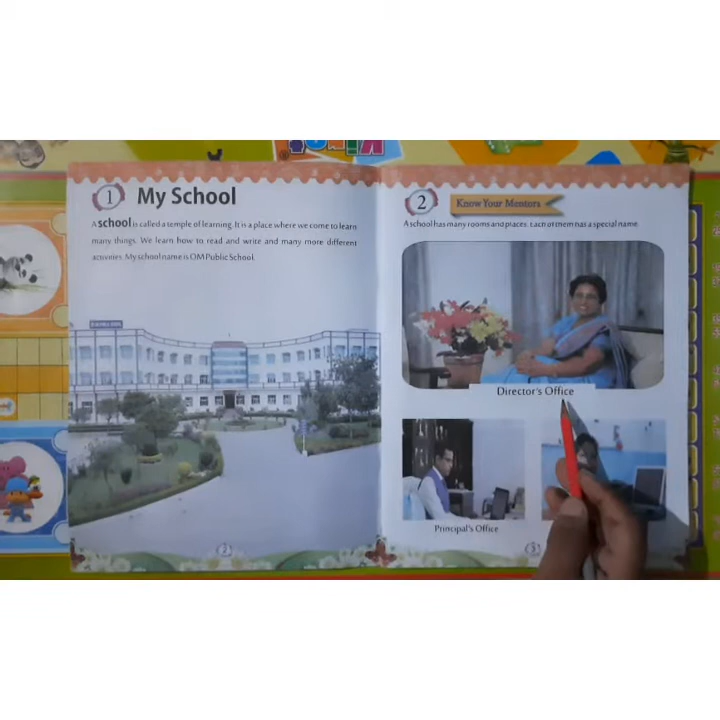 1 My School
A school is called a temple of learning. It is a place where we come to learn
many things. We learn how to read and write and many more different
activities. My school name is OM Public School.
2
2 Know Your Mentors
A school has many rooms and places. Each of them has a special name.
Director's Office
Principal's Office
3